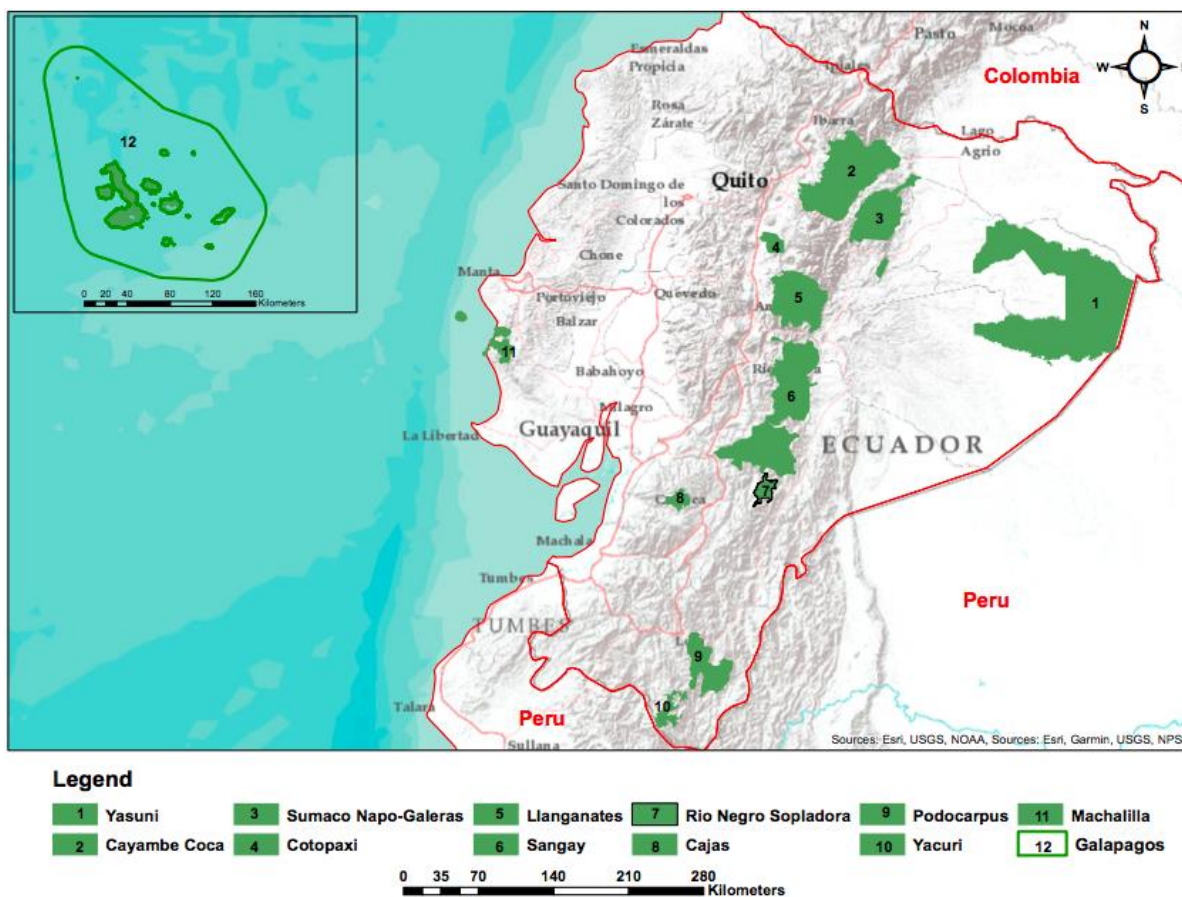 12
0 20 40 80 120 160
Kilometers
N
W
S
Pasto
Mocoa
Esmeraldas
Propicia
Ipiales
Colombia
Rosa
Zárate
Ibarra
Lago
Agrio
2
Quito
Santo Domingo de
los
Colorados
3
4
Chone
Manta
Portoviejo
Quevedo
5
1
Balzar
11
Babahoyo
6
Milagro
Guayaquil
La Libertad
ECUADOR
7
8
Machala
Tumbes
Peru
TUMBES
9
10
Talara
Peru
Sullana
Sources: Esri, USGS, NOAA, Sources: Esri, Garmin, USGS, NPS
Legend
1 Yasuni 3 Sumaco Napo-Galeras 5 Llanganates 7 Rio Negro Sopladora 9 Podocarpus 11 Machalilla
2 Cayambe Coca 4 Cotopaxi 6 Sangay 8 Cajas 10 Yacuri 12 Galapagos
0 35 70 140 210 280
Kilometers